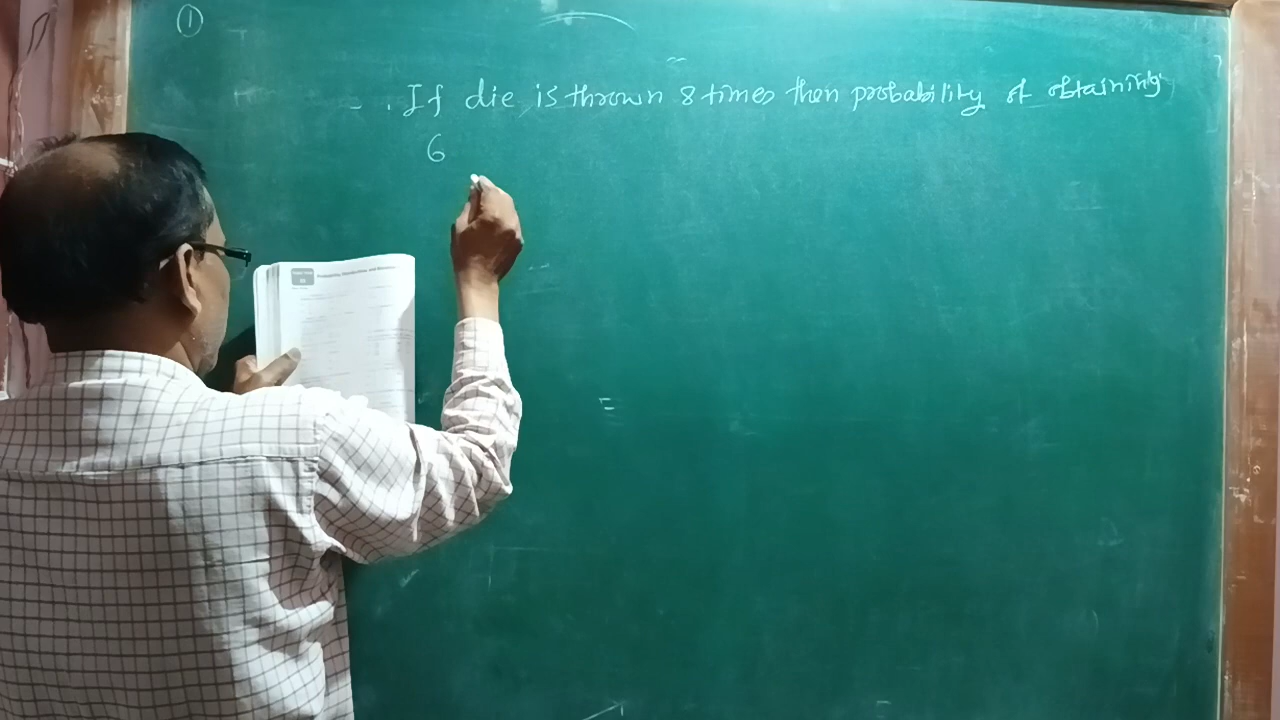 ①
. If die is thrown 8 times then probability of obtaining
6